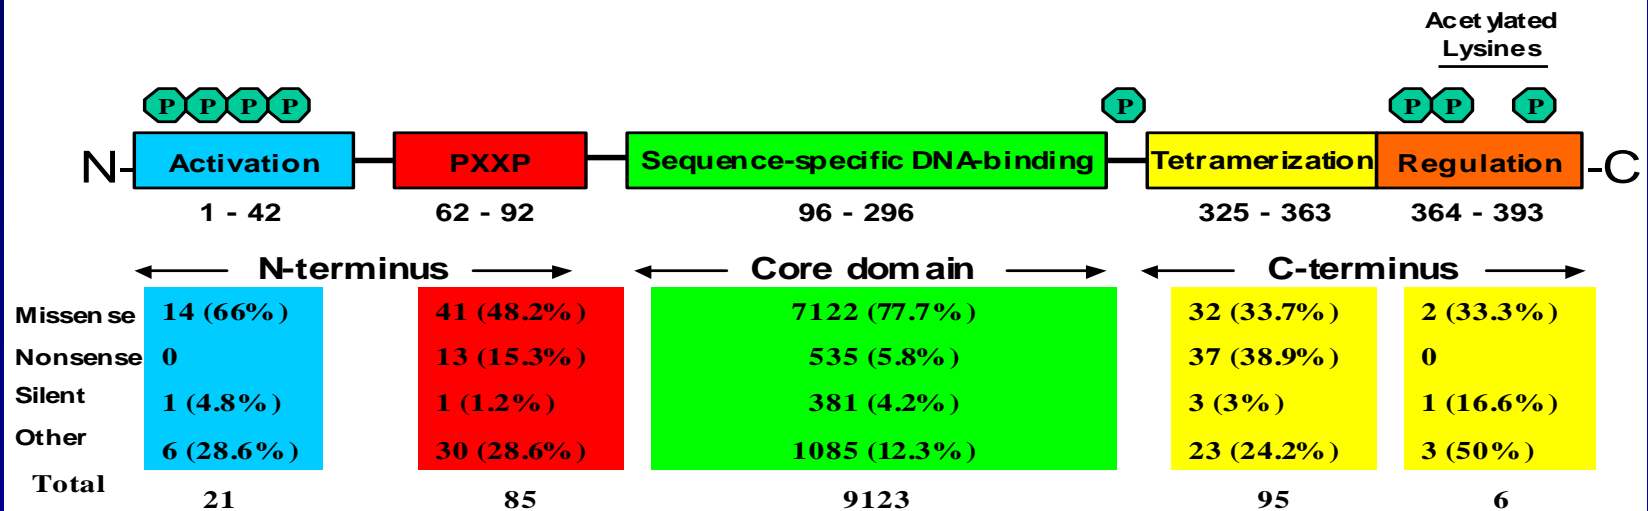 Acetylated
Lysines
P P P P P P P P
N- Activation PXXP Sequence-specific DNA-binding Tetramerization Regulation -C
1 - 42 62 - 92 96 - 296 325 - 363 364 - 393
N-terminus Core domain C-terminus
Missense 14 (66%) 41 (48.2%) 7122 (77.7%) 32 (33.7%) 2 (33.3%)
Nonsense 0 13 (15.3%) 535 (5.8%) 37 (38.9%) 0
Silent 1 (4.8%) 1 (1.2%) 381 (4.2%) 3 (3%) 1 (16.6%)
Other 6 (28.6%) 30 (28.6%) 1085 (12.3%) 23 (24.2%) 3 (50%)
Total 21 85 9123 95 6